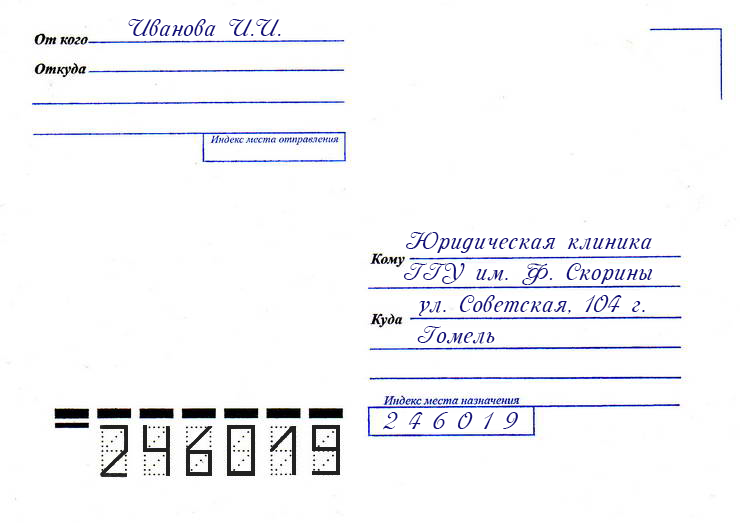 От кого Иванова И.И.
Откуда
Индекс места отправления
Юридическая клиника
Кому ГГУ им. Ф. Скорины
ул. Советская, 104 г.
Куда Гомель
Индекс места назначения
2 4 6 0 1 9
246019